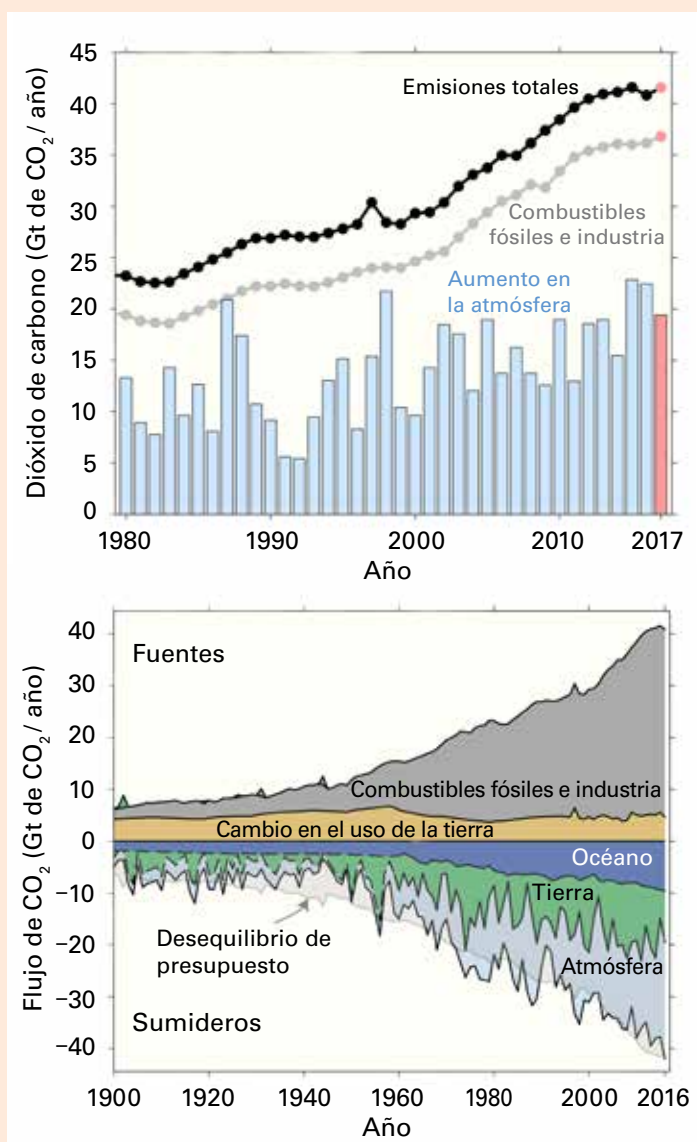 Dióxido de carbono (Gt de CO₂/ año)
45
40
35
30
25
20
15
10
5
0
Emisiones totales
Combustibles
fósiles e industria
Aumento en
la atmósfera
1980
1990
2000
2010
2017
Año
Flujo de CO₂ (Gt de CO₂/ año)
40
30
20
10
0
−10
−20
−30
−40
Fuentes
Combustibles fósiles e industria
Cambio en el uso de la tierra
Océano
Tierra
Desequilibrio de
presupuesto
Atmósfera
Sumideros
1900
1920
1940
1960
1980
2000
2016
Año